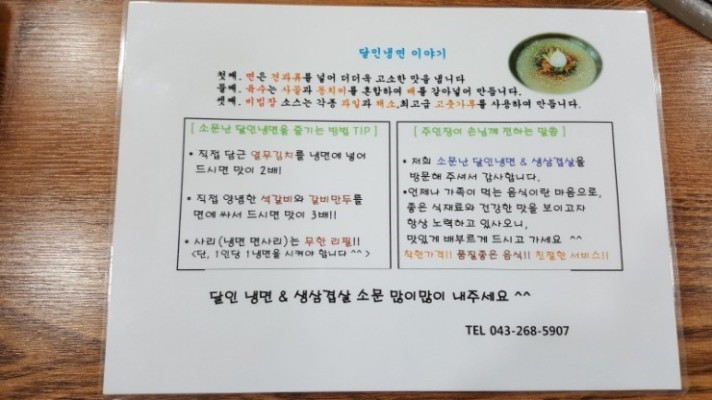 달인냉면 이야기
첫째. 면은 견과류를 넣어 더더욱 고소한 맛을 냅니다
둘째. 육수는 사골과 동치미를 혼합하여 배를 갈아넣어 만듭니다.
셋째. 비빔장 소스는 각종 과일과 채소,최고급 고춧가루를 사용하여 만듭니다.
[ 소문난 달인냉면을 즐기는 방법 TIP ]
• 직접 담근 열무김치를 냉면에 넣어
드시면 맛이 2배!
• 직접 양념한 석갈비와 갈비만두를
면에 싸서 드시면 맛이 3배!!
• 사리(냉면 면사리)는 무한 리필!!
<단, 1인당 1냉면을 시켜야 합니다 ^^ >
[ 주인장이 손님께 전하는 말씀 ]
• 저희 소문난 달인냉면 & 생삼겹살을
방문해 주셔서 감사합니다.
•언제나 가족이 먹는 음식이란 마음으로,
좋은 식재료와 건강한 맛을 보이고자
항상 노력하고 있사오니,
맛있게 배부르게 드시고 가세요 ^^
착한가격!! 품질좋은 음식!! 친절한 서비스!!
달인 냉면 & 생삼겹살 소문 많이많이 내주세요 ^^
TEL 043-268-5907